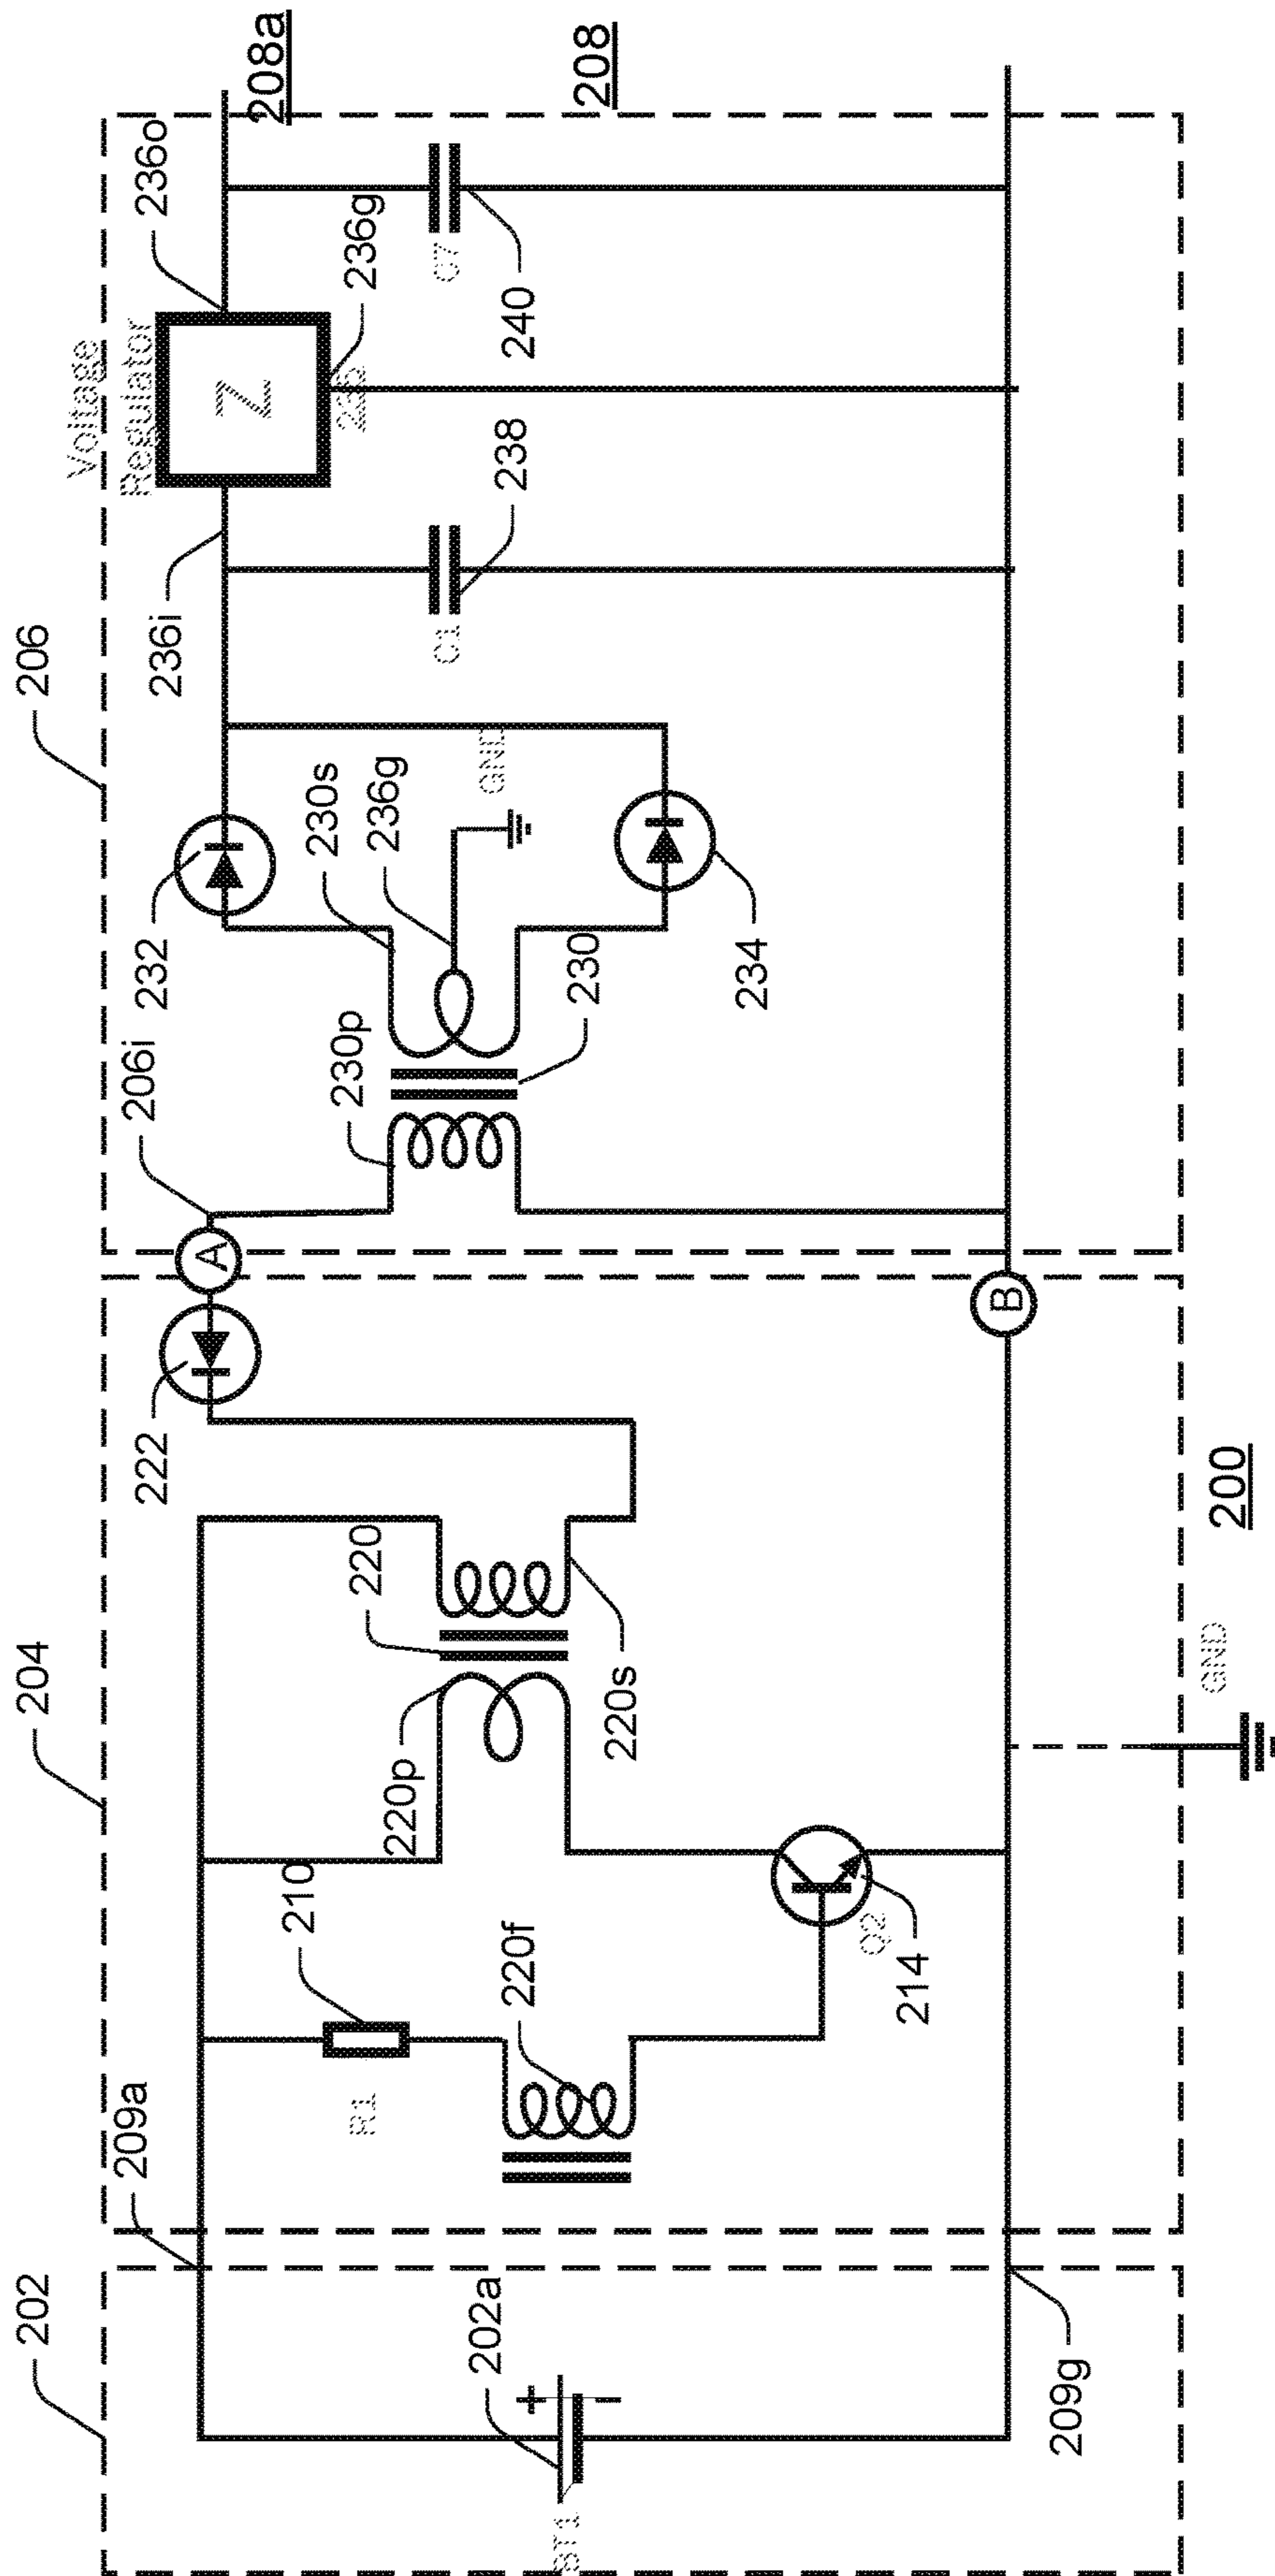 202
204
206
208a
208
209a
222
206i
232
236i
Voltage
Regulator
236o
Z
236
236g
A
210
R1
220
220p
220f
220s
230p
230s
236g
230
GND
C1
238
C7
240
202a
+
-
BT1
Q2
214
234
B
209g
GND
200